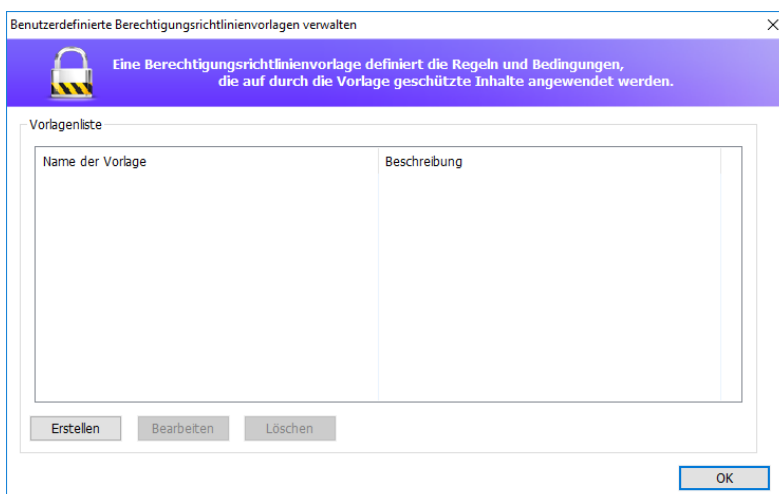 Benutzerdefinierte Berechtigungsrichtlinienvorlagen verwalten
Eine Berechtigungsrichtlinienvorlage definiert die Regeln und Bedingungen,
die auf durch die Vorlage geschützte Inhalte angewendet werden.
Vorlagenliste
Name der Vorlage Beschreibung
Erstellen Bearbeiten Löschen
OK